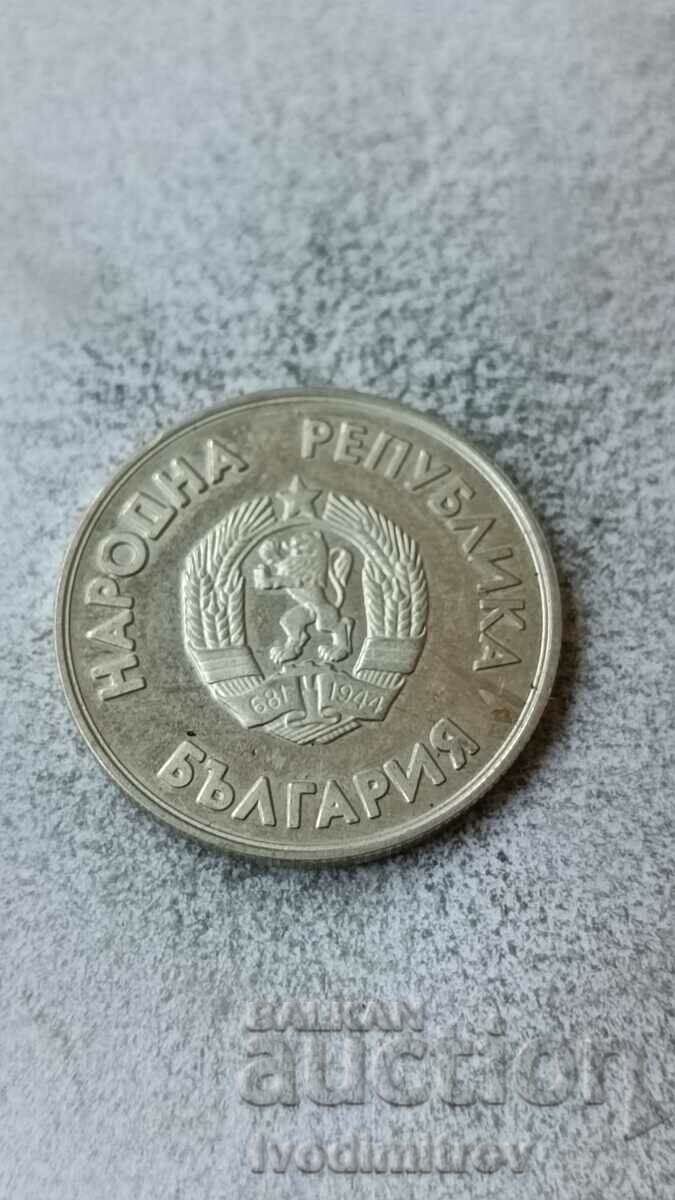 НАРОДНА РЕПУБЛИКА
БЪЛГАРИЯ
681 1944
BALKAN
auction
Ivodimitrov